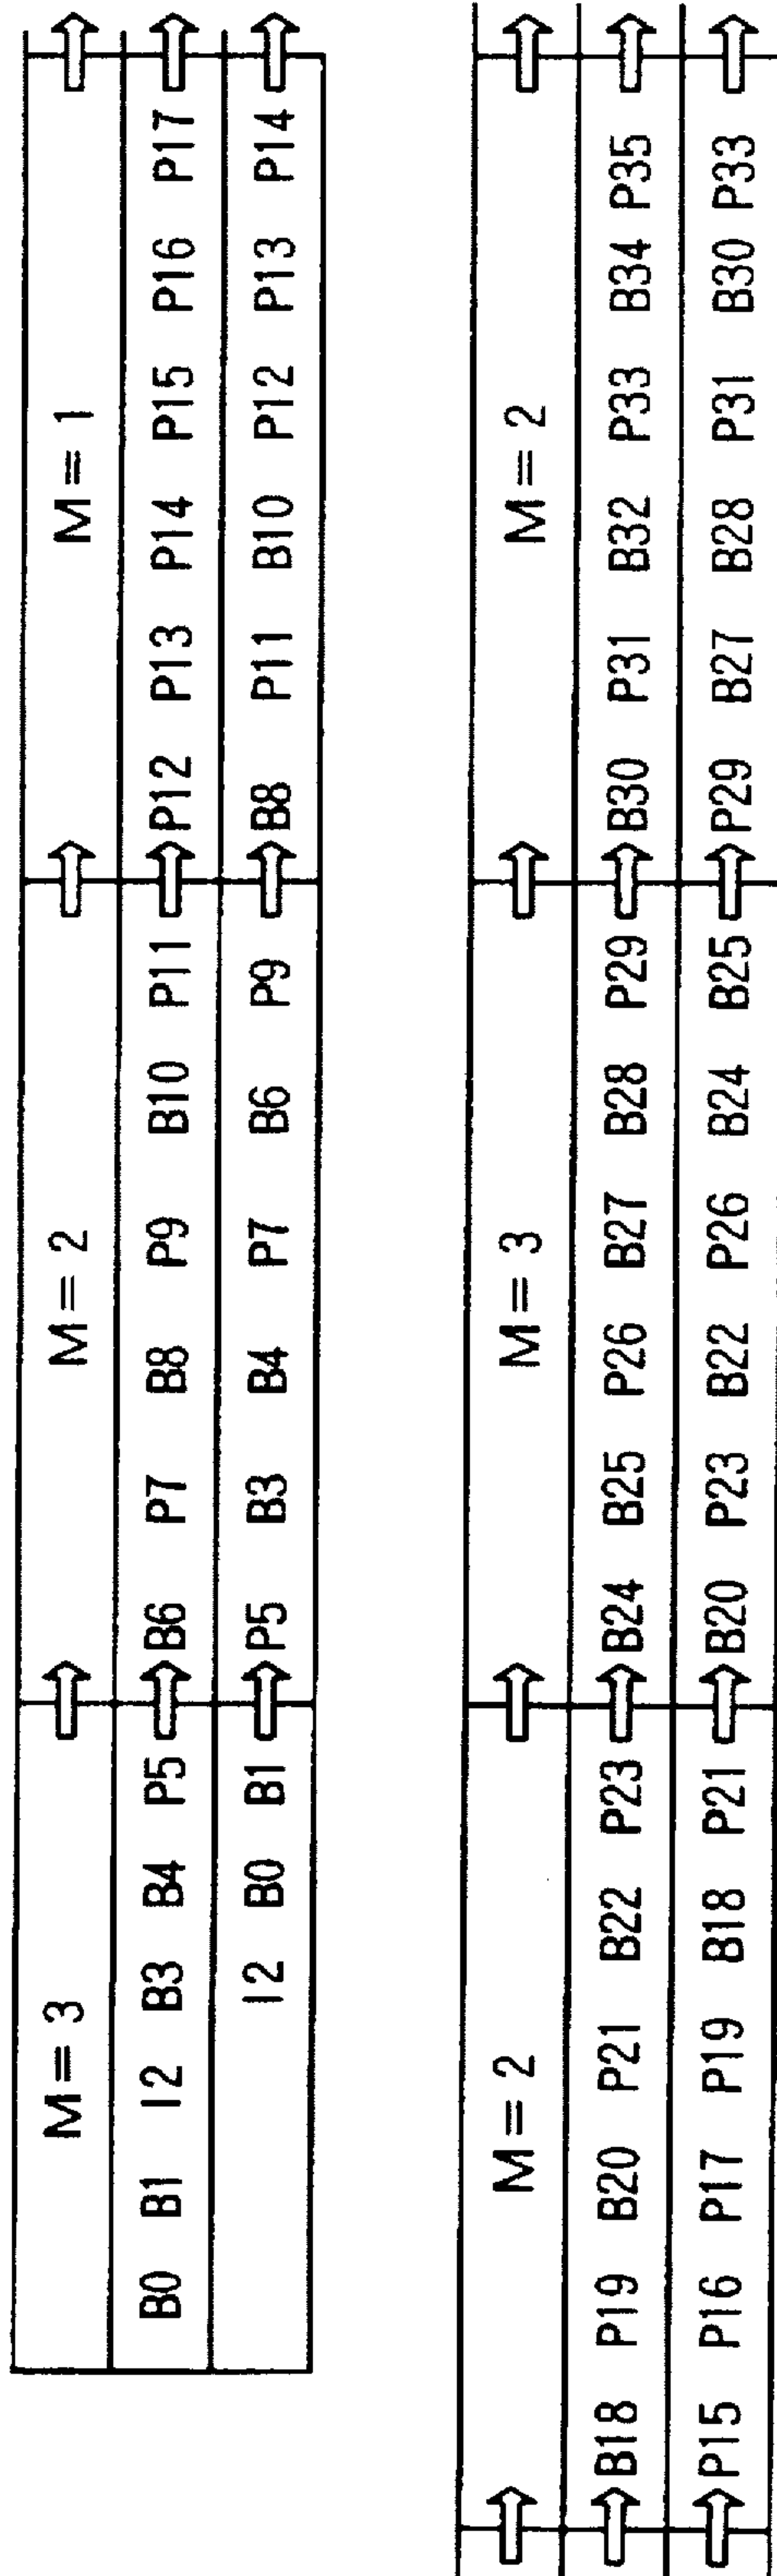 M = 3 M = 2 M = 1
B0 B1 I2 B3 B4 P5 B6 P7 B8 P9 B10 P11 P12 P13 P14 P15 P16 P17
I2 B0 B1 P5 B3 B4 P7 B6 P9 B8 P11 B10 P12 P13 P14
M = 2 M = 3 M = 2
B18 P19 B20 P21 B22 P23 B24 B25 P26 B27 B28 P29 B30 P31 B32 P33 B34 P35
P15 P16 P17 P19 B18 P21 B20 P23 B22 P26 B24 B25 P29 B27 B28 P31 B30 P33